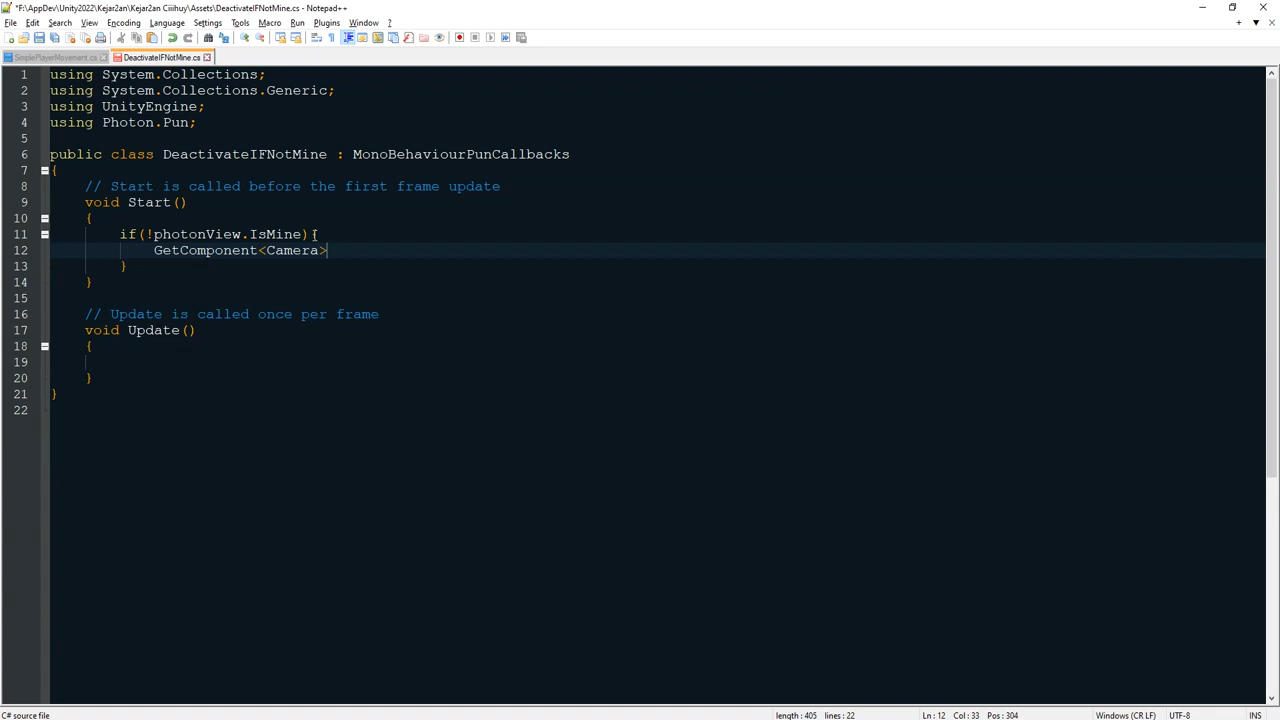 *F:\AppDev\Unity2022\Kejar2an\Kejar2an Ciiihuy\Assets\DeactivateIFNotMine.cs - Notepad++
File Edit Search View Encoding Language Settings Tools Macro Run Plugins Window ?
SimplePlayerMovement.cs DeactivateIFNotMine.cs
1 using System.Collections;
2 using System.Collections.Generic;
3 using UnityEngine;
4 using Photon.Pun;
5
6 public class DeactivateIFNotMine : MonoBehaviourPunCallbacks
7 {
8 // Start is called before the first frame update
9 void Start()
10 {
11 if(!photonView.IsMine){
12 GetComponent<Camera>
13 }
14 }
15
16 // Update is called once per frame
17 void Update()
18 {
19
20 }
21 }
22
C# source file length : 405 lines : 22 Ln : 12 Col : 33 Pos : 304 Windows (CR LF) UTF-8 INS